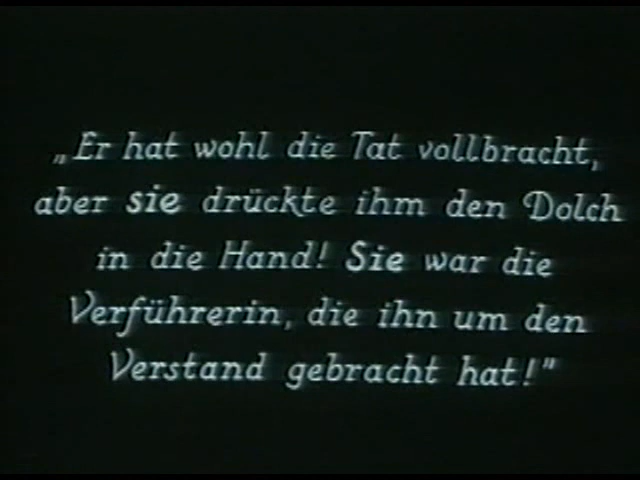 „Er hat wohl die Tat vollbracht,
aber sie drückte ihm den Dolch
in die Hand! Sie war die
Verführerin, die ihn um den
Verstand gebracht hat!”